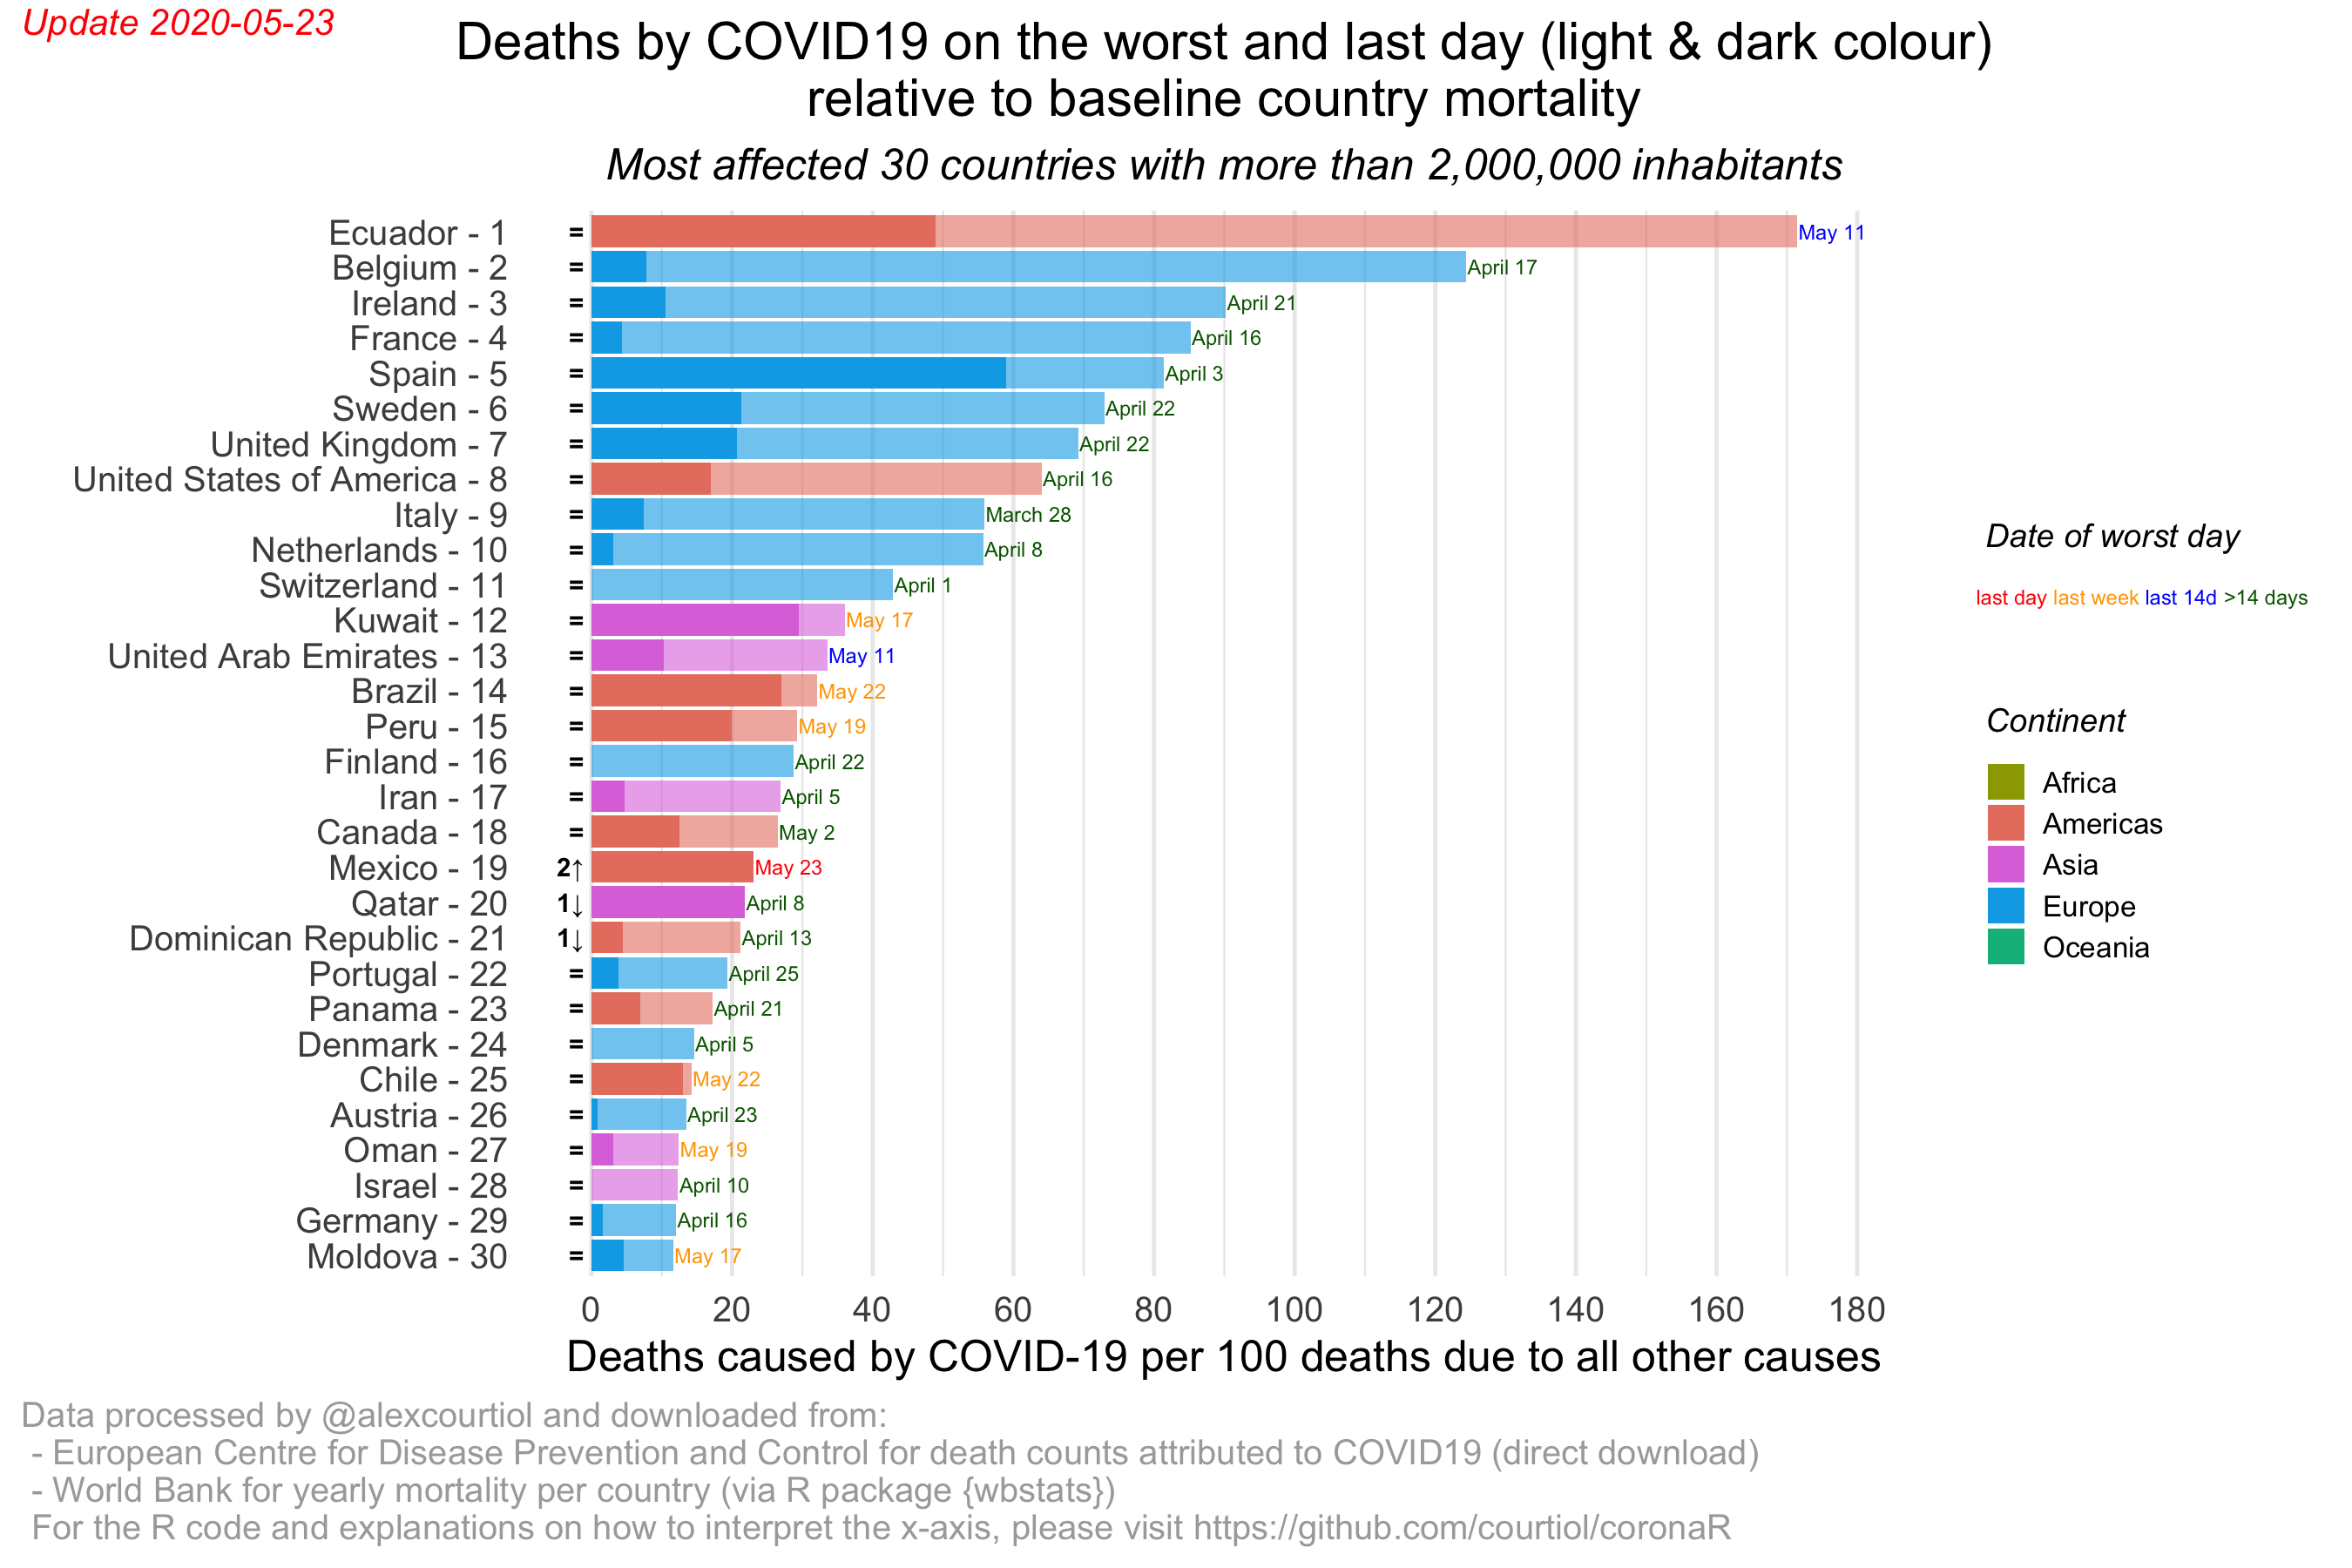 Update 2020-05-23
Deaths by COVID19 on the worst and last day (light & dark colour)
relative to baseline country mortality
Most affected 30 countries with more than 2,000,000 inhabitants
Ecuador - 1 = May 11
Belgium - 2 = April 17
Ireland - 3 = April 21
France - 4 = April 16
Spain - 5 = April 3
Sweden - 6 = April 22
United Kingdom - 7 = April 22
United States of America - 8 = April 16
Italy - 9 = March 28
Netherlands - 10 = April 8
Switzerland - 11 = April 1
Kuwait - 12 = May 17
United Arab Emirates - 13 = May 11
Brazil - 14 = May 22
Peru - 15 = May 19
Finland - 16 = April 22
Iran - 17 = April 5
Canada - 18 = May 2
Mexico - 19 2↑ May 23
Qatar - 20 1↓ April 8
Dominican Republic - 21 1↓ April 13
Portugal - 22 = April 25
Panama - 23 = April 21
Denmark - 24 = April 5
Chile - 25 = May 22
Austria - 26 = April 23
Oman - 27 = May 19
Israel - 28 = April 10
Germany - 29 = April 16
Moldova - 30 = May 17
0 20 40 60 80 100 120 140 160 180
Deaths caused by COVID-19 per 100 deaths due to all other causes
Date of worst day
last day last week last 14d >14 days
Continent
Africa
Americas
Asia
Europe
Oceania
Data processed by @alexcourtiol and downloaded from:
- European Centre for Disease Prevention and Control for death counts attributed to COVID19 (direct download)
- World Bank for yearly mortality per country (via R package {wbstats})
For the R code and explanations on how to interpret the x-axis, please visit https://github.com/courtiol/coronaR